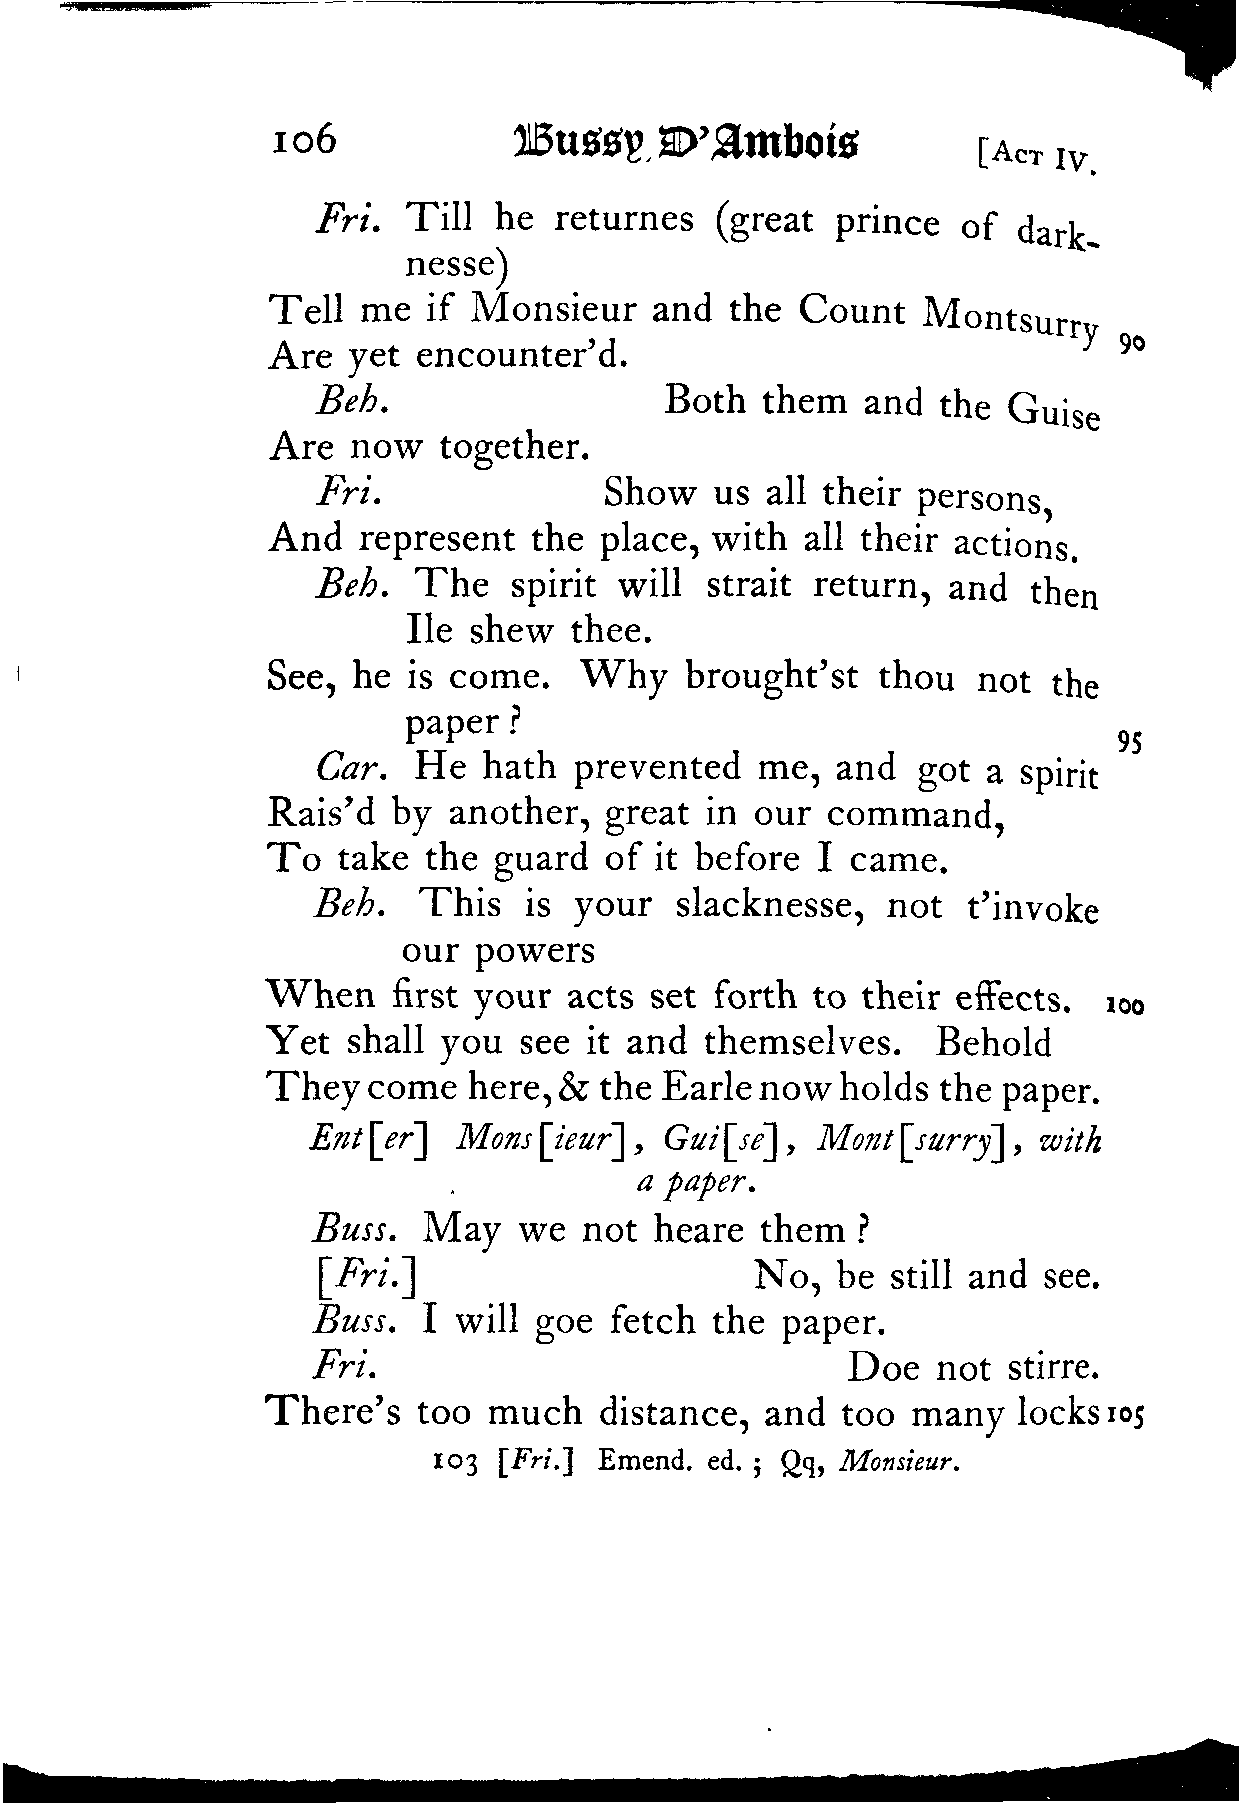 106 Bussy D'Ambois [ACT IV.
Fri. Till he returnes (great prince of dark-
nesse)
Tell me if Monsieur and the Count Montsurry
Are yet encounter'd. 90
Beh. Both them and the Guise
Are now together.
Fri. Show us all their persons,
And represent the place, with all their actions.
Beh. The spirit will strait return, and then
Ile shew thee.
See, he is come. Why brought'st thou not the
paper? 95
Car. He hath prevented me, and got a spirit
Rais'd by another, great in our command,
To take the guard of it before I came.
Beh. This is your slacknesse, not t'invoke
our powers
When first your acts set forth to their effects. 100
Yet shall you see it and themselves. Behold
They come here, & the Earle now holds the paper.
Ent[er] Mons[ieur], Gui[se], Mont[surry], with
a paper.
Buss. May we not heare them?
[Fri.] No, be still and see.
Buss. I will goe fetch the paper.
Fri. Doe not stirre.
There's too much distance, and too many locks 105
103 [Fri.] Emend. ed.; Qq, Monsieur.